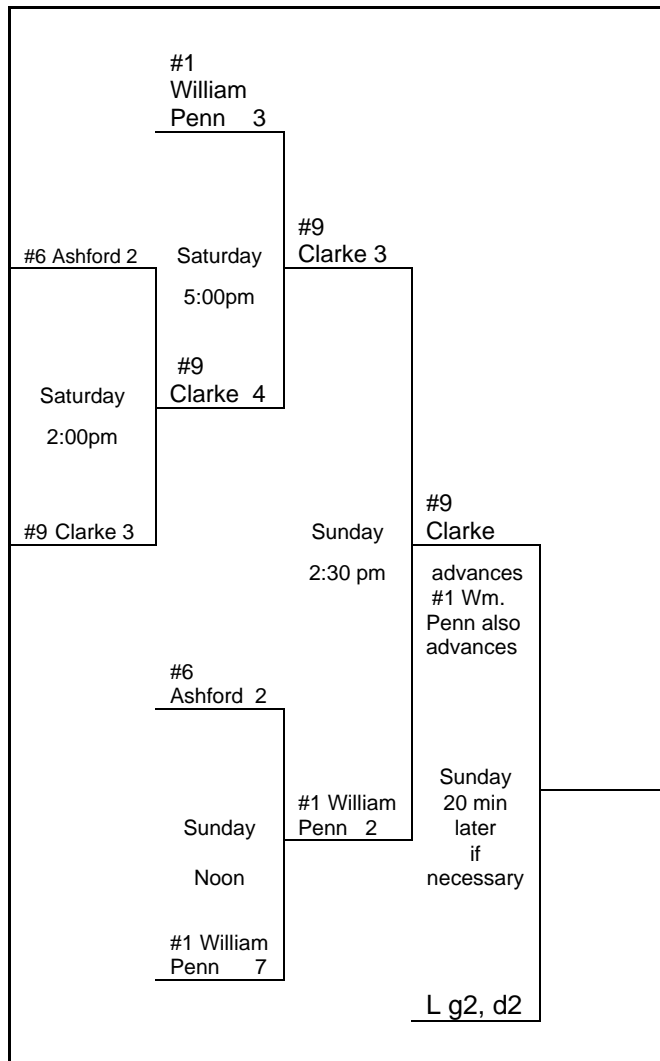 #1
William
Penn 3
#6 Ashford 2
Saturday
5:00pm
#9
Clarke 3
#9
Clarke 4
Saturday
2:00pm
#9 Clarke 3
Sunday
2:30 pm
#9
Clarke
advances
#1 Wm.
Penn also
advances
#6
Ashford 2
#1 William
Penn 2
Sunday
Noon
Sunday
20 min
later
if
necessary
#1 William
Penn 7
L g2, d2